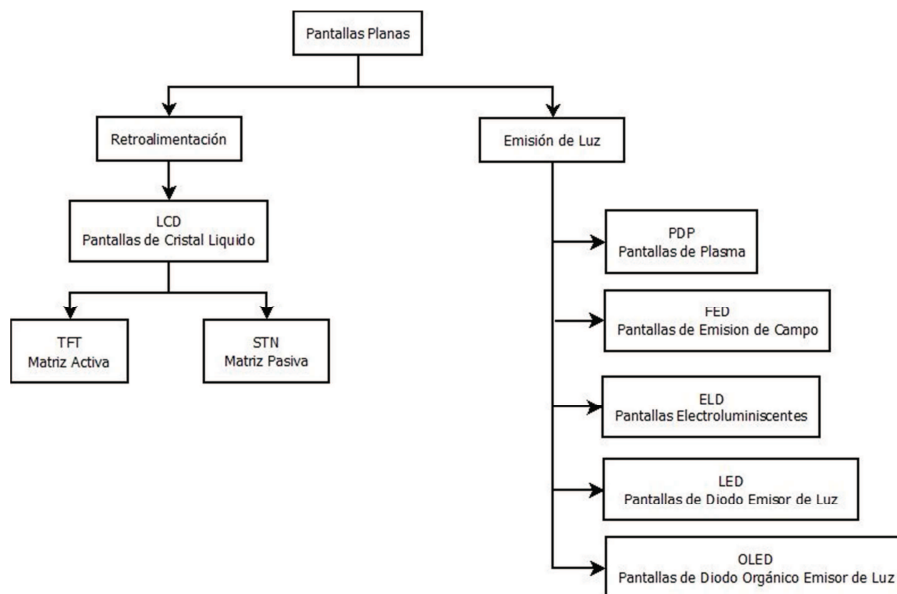 Pantallas Planas
Retroalimentación
Emisión de Luz
LCD
Pantallas de Cristal Liquido
TFT
Matriz Activa
STN
Matriz Pasiva
PDP
Pantallas de Plasma
FED
Pantallas de Emision de Campo
ELD
Pantallas Electroluminiscentes
LED
Pantallas de Diodo Emisor de Luz
OLED
Pantallas de Diodo Orgánico Emisor de Luz